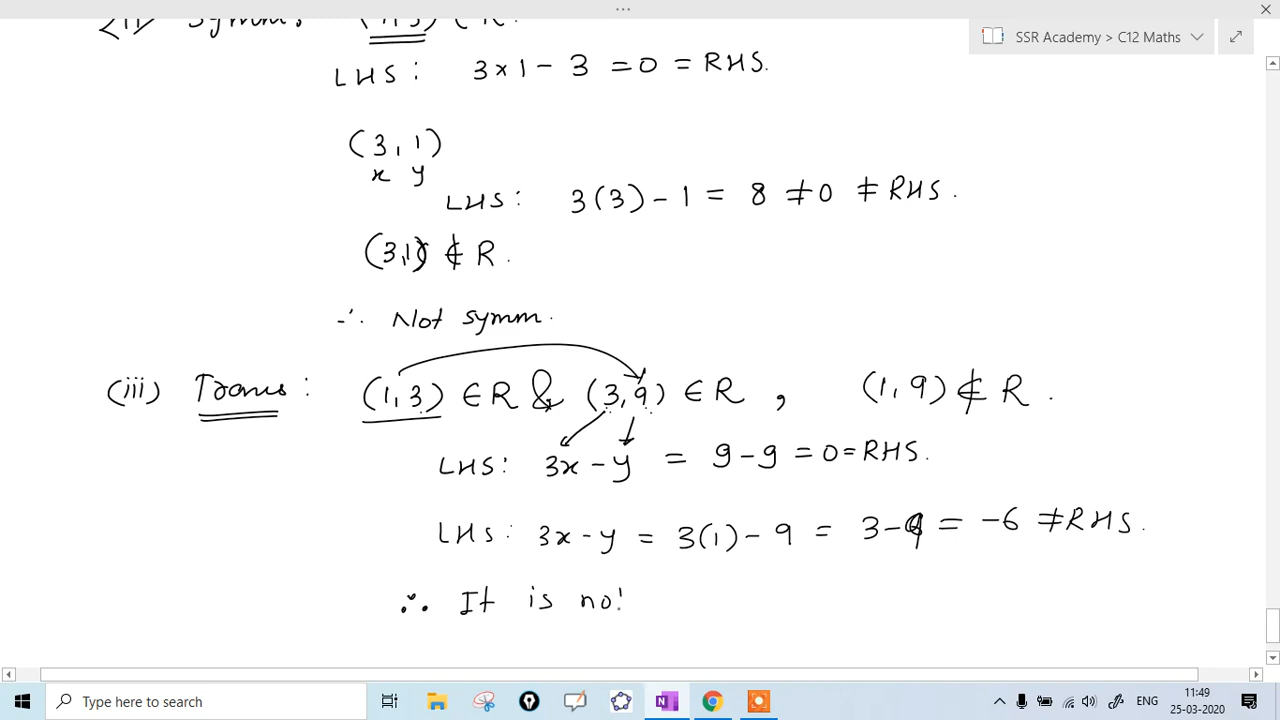 ...
(ii) Symm:
SSR Academy > C12 Maths
LHS: 3×1 − 3 = 0 = RHS.
(3, 1)
x y
LHS: 3(3) − 1 = 8 ≠ 0 ≠ RHS.
(3,1) ∉ R.
∴ Not symm.
(iii) Trans: (1, 3) ∈ R & (3, 9) ∈ R , (1, 9) ∉ R.
LHS: 3x − y = 9 − 9 = 0 = RHS.
LHS: 3x − y = 3(1) − 9 = 3 − 9 = −6 ≠ RHS.
∴ It is no
Type here to search
ENG
11:49
25-03-2020